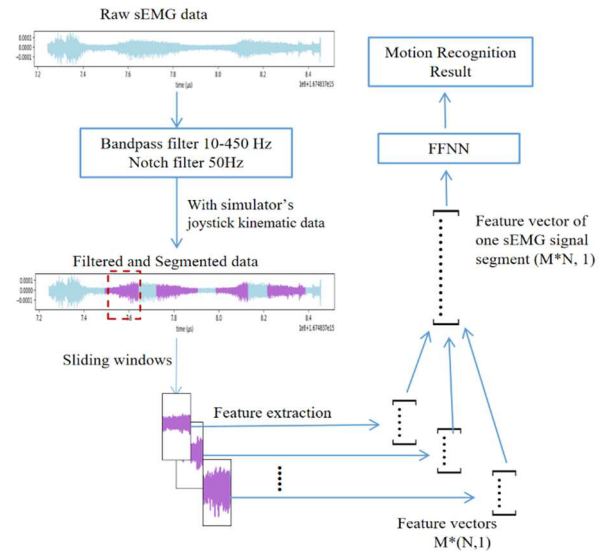 Raw sEMG data
0.0001
0.0000
−0.0001
7.2
7.4
7.6
7.8
8.0
8.2
8.4
time (μs)
1e8+1.674837e15
Bandpass filter 10-450 Hz
Notch filter 50Hz
With simulator's
joystick kinematic data
Filtered and Segmented data
0.0001
0.0000
−0.0001
7.2
7.4
7.6
7.8
8.0
8.2
8.4
time (μs)
1e8+1.674837e15
Sliding windows
Feature extraction
Feature vectors
M*(N,1)
Feature vector of
one sEMG signal
segment (M*N, 1)
FFNN
Motion Recognition
Result